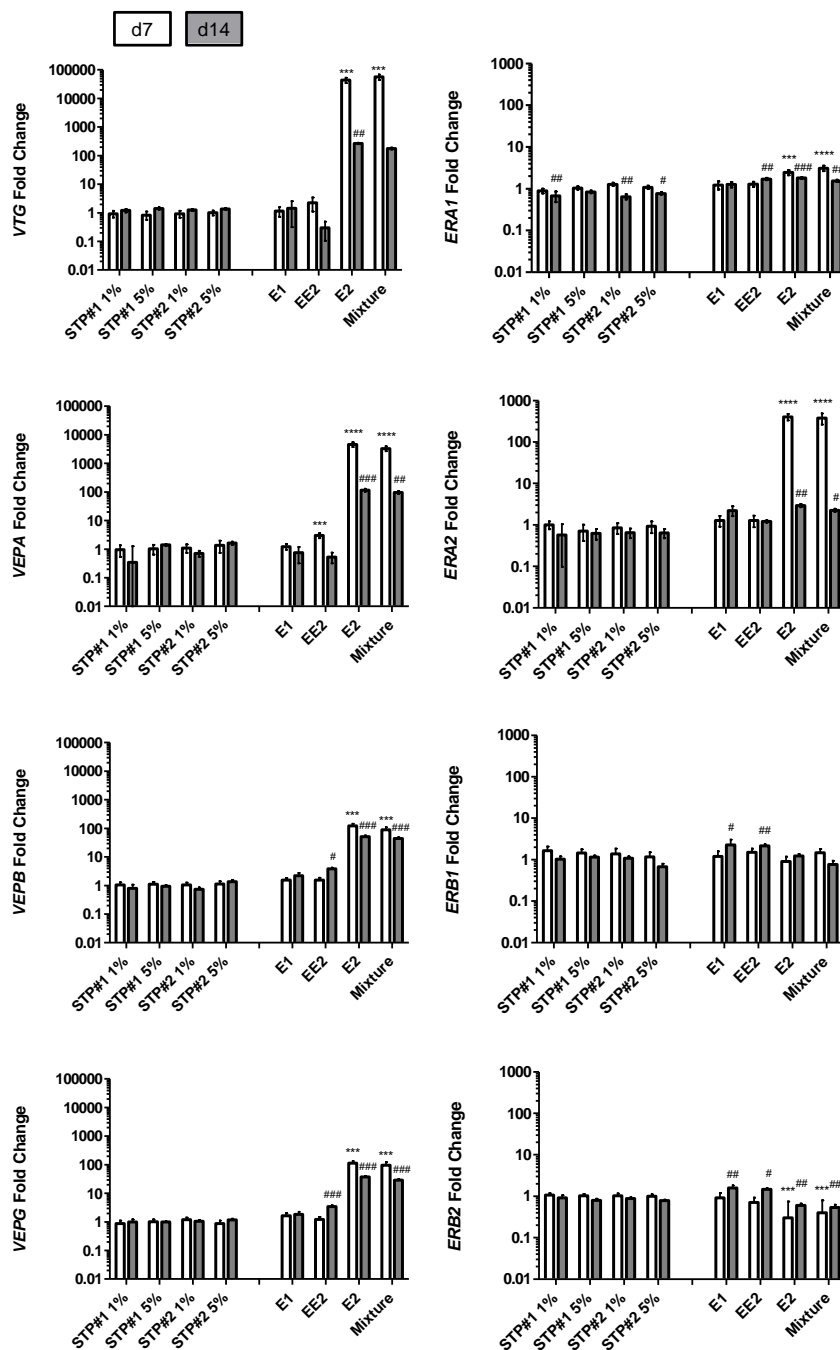 d7 d14
VTG Fold Change
100000
10000
1000
100
10
1
0.1
0.01
*** ***
##
STP#1 1% STP#1 5% STP#2 1% STP#2 5% E1 EE2 E2 Mixture
ERA1 Fold Change
1000
100
10
1
0.1
0.01
## ## # ## *** ### **** ##
STP#1 1% STP#1 5% STP#2 1% STP#2 5% E1 EE2 E2 Mixture
VEPA Fold Change
100000
10000
1000
100
10
1
0.1
0.01
*** **** ### **** ##
STP#1 1% STP#1 5% STP#2 1% STP#2 5% E1 EE2 E2 Mixture
ERA2 Fold Change
1000
100
10
1
0.1
0.01
**** ## **** #
STP#1 1% STP#1 5% STP#2 1% STP#2 5% E1 EE2 E2 Mixture
VEPB Fold Change
100000
10000
1000
100
10
1
0.1
0.01
# *** ### *** ###
STP#1 1% STP#1 5% STP#2 1% STP#2 5% E1 EE2 E2 Mixture
ERB1 Fold Change
1000
100
10
1
0.1
0.01
# ##
STP#1 1% STP#1 5% STP#2 1% STP#2 5% E1 EE2 E2 Mixture
VEPG Fold Change
100000
10000
1000
100
10
1
0.1
0.01
### *** ### *** ###
STP#1 1% STP#1 5% STP#2 1% STP#2 5% E1 EE2 E2 Mixture
ERB2 Fold Change
1000
100
10
1
0.1
0.01
## # *** ## *** ##
STP#1 1% STP#1 5% STP#2 1% STP#2 5% E1 EE2 E2 Mixture